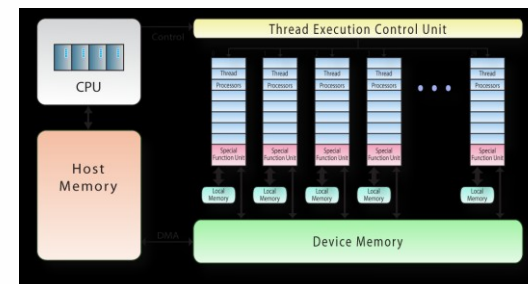 Thread Execution Control Unit
Control
CPU
Thread
Processors
Thread
Processors
Thread
Processors
Thread
Processors
Thread
Processors
Special
Function Unit
Special
Function Unit
Special
Function Unit
Special
Function Unit
Special
Function Unit
Host
Memory
Local
Memory
Local
Memory
Local
Memory
Local
Memory
Local
Memory
DMA
Device Memory